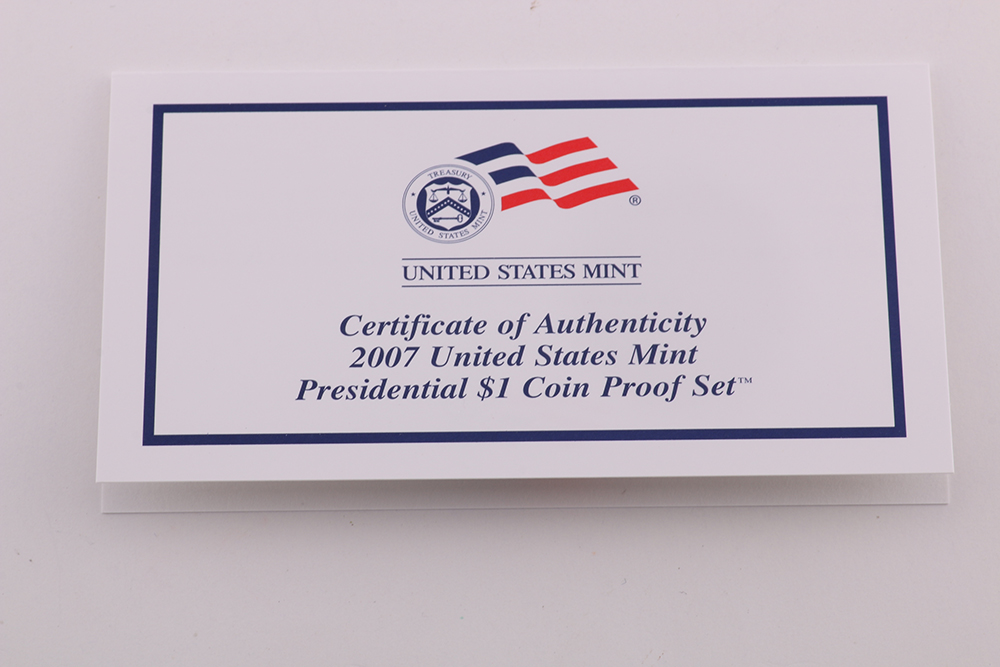 TREASURY
UNITED STATES MINT
®
UNITED STATES MINT
Certificate of Authenticity
2007 United States Mint
Presidential $1 Coin Proof Set™